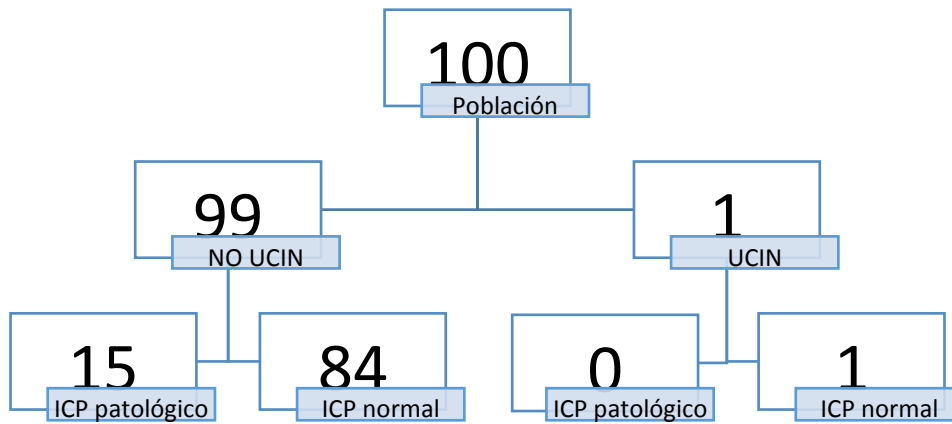 100
Población
99
NO UCIN
1
UCIN
15
ICP patológico
84
ICP normal
0
ICP patológico
1
ICP normal